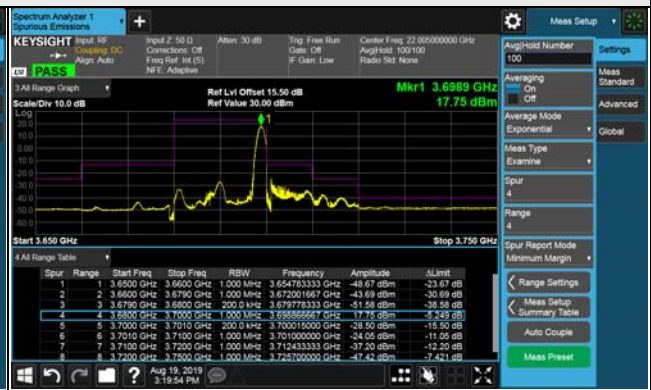 Spectrum Analyzer 1
Spurious Emissions
Meas Setup
KEYSIGHT Input: RF
Coupling: DC
Align: Auto
Input Z: 50 Ω
Corrections: Off
Freq Ref: Int (S)
NFE: Adaptive
Atten: 30 dB
Trig: Free Run
Gate: Off
IF Gain: Low
Center Freq: 22.005000000 GHz
Avg|Hold: 100/100
Radio Std: None
PASS
3 All Range Graph
Scale/Div 10.0 dB
Ref Lvl Offset 15.50 dB
Ref Value 30.00 dBm
Mkr1 3.6989 GHz
17.75 dBm
Log
20.0
10.0
0.00
-10.0
-20.0
-30.0
-40.0
-50.0
-60.0
1
Start 3.650 GHz
Stop 3.750 GHz
4 All Range Table
Spur Range Start Freq Stop Freq RBW Frequency Amplitude ΔLimit
1 1 3.6500 GHz 3.6600 GHz 1.000 MHz 3.654783333 GHz -48.67 dBm -23.67 dB
2 2 3.6600 GHz 3.6790 GHz 1.000 MHz 3.672001667 GHz -43.69 dBm -30.69 dB
3 3 3.6790 GHz 3.6800 GHz 200.0 kHz 3.679778333 GHz -51.58 dBm -38.58 dB
4 4 3.6800 GHz 3.7000 GHz 1.000 MHz 3.698866667 GHz 17.75 dBm -5.249 dB
5 5 3.7000 GHz 3.7010 GHz 200.0 kHz 3.700015000 GHz -28.50 dBm -15.50 dB
6 6 3.7010 GHz 3.7100 GHz 1.000 MHz 3.701000000 GHz -24.05 dBm -11.05 dB
7 7 3.7100 GHz 3.7200 GHz 1.000 MHz 3.712433333 GHz -37.20 dBm -12.20 dB
8 8 3.7200 GHz 3.7500 GHz 1.000 MHz 3.725700000 GHz -47.42 dBm -7.421 dB
Aug 19, 2019
3:19:54 PM
Avg|Hold Number
100
Averaging
On
Off
Average Mode
Exponential
Meas Type
Examine
Spur
4
Range
4
Spur Report Mode
Minimum Margin
Range Settings
Meas Setup
Summary Table
Auto Couple
Meas Preset
Settings
Meas
Standard
Advanced
Global